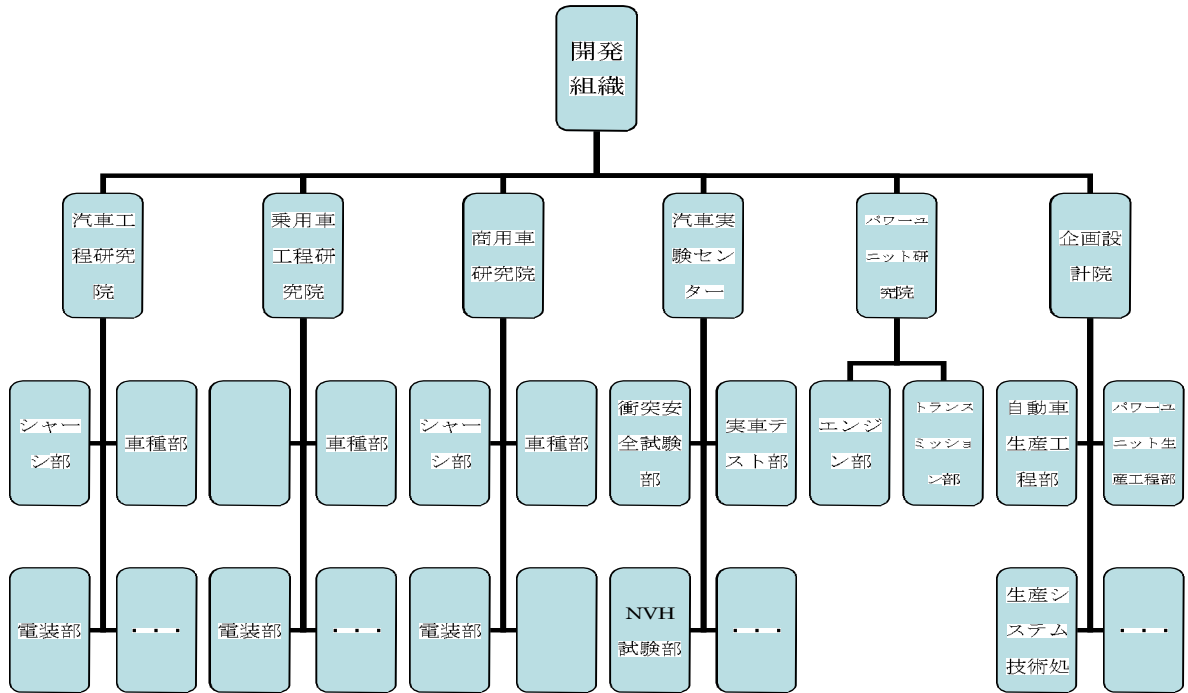 開発
組織
汽車工
程研究
院
乗用車
工程研
究院
商用車
研究院
汽車実
験セン
ター
パワーユ
ニット研
究院
企画設
計院
シャー
シ部
車種部
車種部
シャー
シ部
車種部
衝突安
全試験
部
実車テ
スト部
エンジ
ン部
トランス
ミッショ
ン部
自動車
生産工
程部
パワーユ
ニット生
産工程部
電装部
...
電装部
...
電装部
NVH
試験部
...
生産シ
ステム
技術処
...